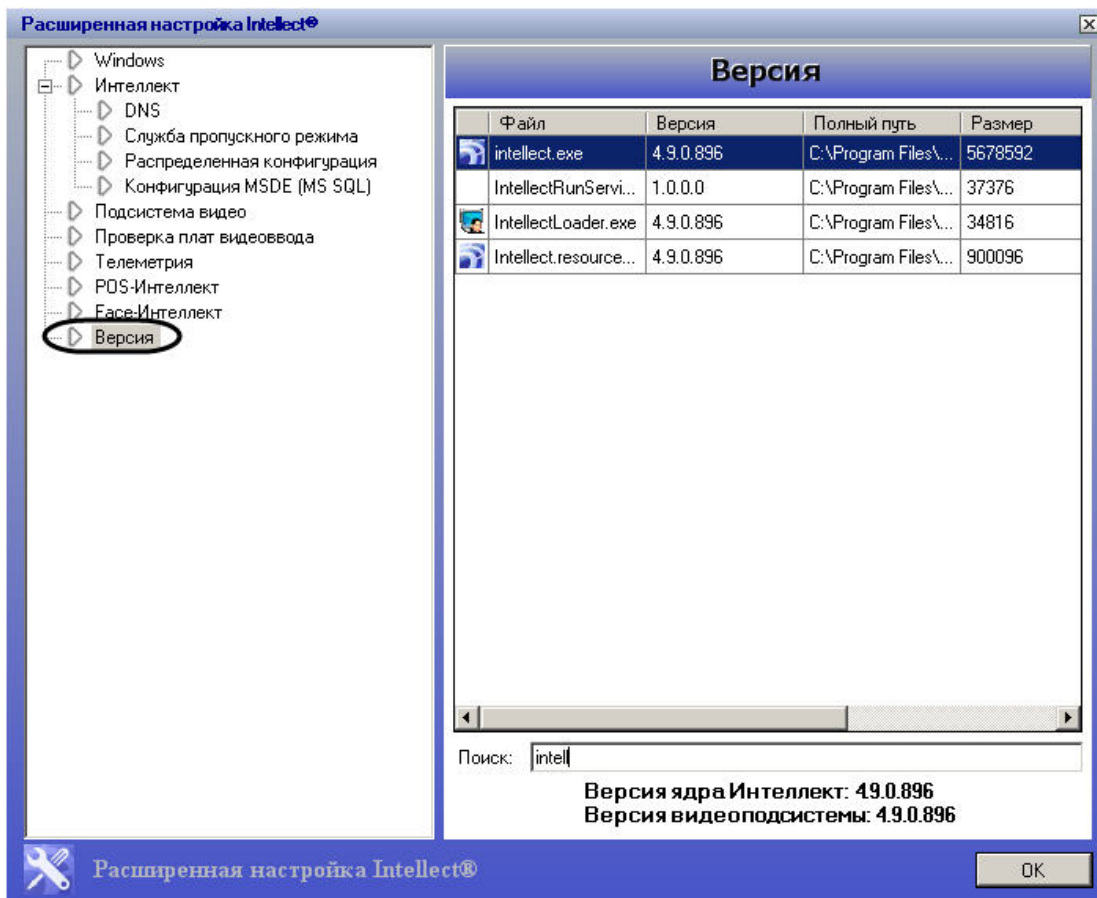 Расширенная настройка Intellect®
Windows
Интеллект
DNS
Служба пропускного режима
Распределенная конфигурация
Конфигурация MSDE (MS SQL)
Подсистема видео
Проверка плат видеоввода
Телеметрия
POS-Интеллект
Face-Интеллект
Версия
Версия
Файл Версия Полный путь Размер
intellect.exe 4.9.0.896 C:\Program Files\... 5678592
IntellectRunServi... 1.0.0.0 C:\Program Files\... 37376
IntellectLoader.exe 4.9.0.896 C:\Program Files\... 34816
Intellect.resource... 4.9.0.896 C:\Program Files\... 900096
Поиск: intell
Версия ядра Интеллект: 4.9.0.896
Версия видеоподсистемы: 4.9.0.896
Расширенная настройка Intellect®
OK